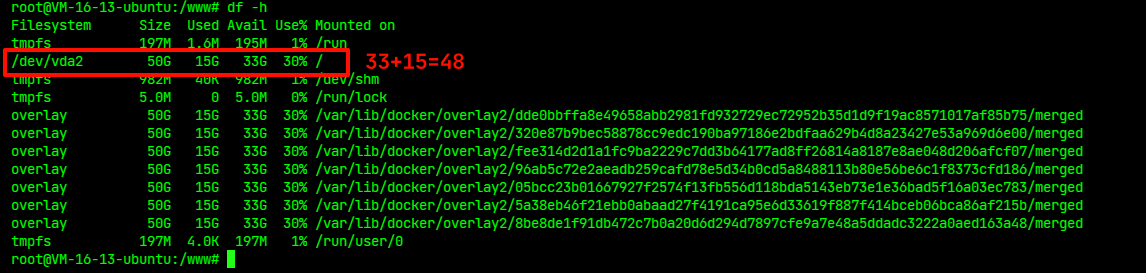 root@VM-16-13-ubuntu:/www# df -h
Filesystem      Size  Used Avail Use% Mounted on
tmpfs           197M  1.6M  195M   1% /run
/dev/vda2        50G   15G   33G  30% / 33+15=48
tmpfs           982M   40K  982M   1% /dev/shm
tmpfs           5.0M     0  5.0M   0% /run/lock
overlay          50G   15G   33G  30% /var/lib/docker/overlay2/dde0bbffa8e49658abb2981fd932729ec72952b35d1d9f19ac8571017af85b75/merged
overlay          50G   15G   33G  30% /var/lib/docker/overlay2/320e87b9bec58878cc9edc190ba97186e2bdfaa629b4d8a23427e53a969d6e00/merged
overlay          50G   15G   33G  30% /var/lib/docker/overlay2/fee314d2d1a1fc9ba2229c7dd3b64177ad8ff26814a8187e8ae048d206afcf07/merged
overlay          50G   15G   33G  30% /var/lib/docker/overlay2/96ab5c72e2aeadb259cafd78e5d34b0cd5a8488113b80e56be6c1f8373cfd186/merged
overlay          50G   15G   33G  30% /var/lib/docker/overlay2/05bcc23b01667927f2574f13fb556d118bda5143eb73e1e36bad5f16a03ec783/merged
overlay          50G   15G   33G  30% /var/lib/docker/overlay2/5a38eb46f21ebb0abaad27f4191ca95e6d33619f887f414bceb06bca86af215b/merged
overlay          50G   15G   33G  30% /var/lib/docker/overlay2/8be8de1f91db472c7b0a20d6d294d7897cfe9a7e48a5ddadc3222a0aed163a48/merged
tmpfs           197M  4.0K  197M   1% /run/user/0
root@VM-16-13-ubuntu:/www#